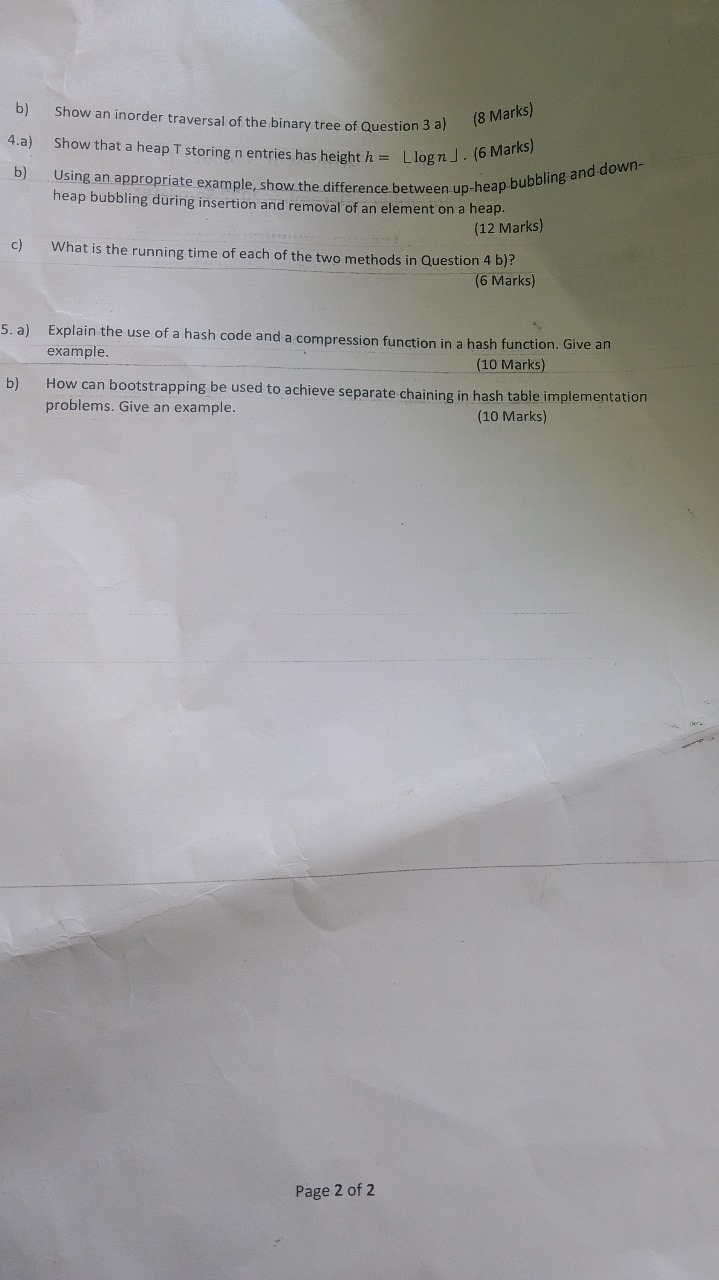 b) Show an inorder traversal of the binary tree of Question 3 a) (8 Marks)
4.a) Show that a heap T storing n entries has height h = ⌊log n⌋. (6 Marks)
b) Using an appropriate example, show the difference between up-heap bubbling and down-
heap bubbling during insertion and removal of an element on a heap.
(12 Marks)
c) What is the running time of each of the two methods in Question 4 b)?
(6 Marks)
5. a) Explain the use of a hash code and a compression function in a hash function. Give an
example.
(10 Marks)
b) How can bootstrapping be used to achieve separate chaining in hash table implementation
problems. Give an example.
(10 Marks)
Page 2 of 2